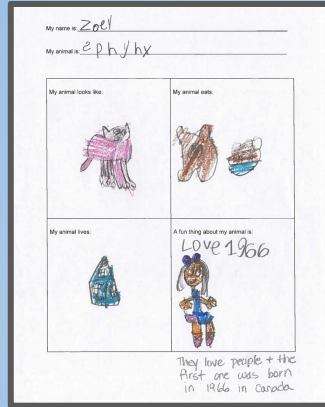 My name is: Zoey
My animal is: sphyhx
My animal looks like:
My animal eats:
My animal lives:
A fun thing about my animal is:
Love 1966
They love people + the
first one was born
in 1966 in Canada